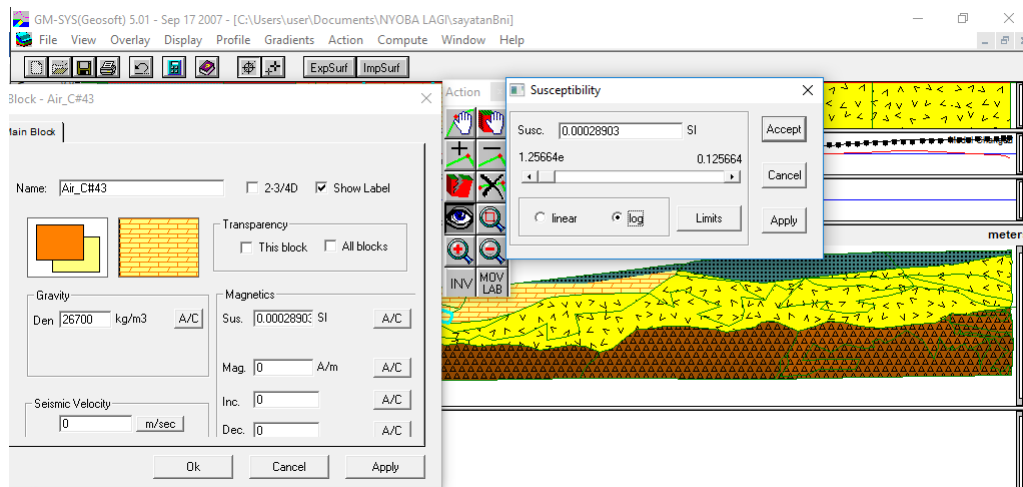 GM-SYS(Geosoft) 5.01 - Sep 17 2007 - [C:\Users\user\Documents\NYOBA LAGI\sayatanBni]
File View Overlay Display Profile Gradients Action Compute Window Help
ExpSurf ImpSurf
Block - Air_C#43
Main Block
Name: Air_C#43
2-3/4D Show Label
Transparency
This block All blocks
Gravity
Den 26700 kg/m3 A/C
Magnetics
Sus. 0.00028903 SI A/C
Mag. 0 A/m A/C
Inc. 0 A/C
Dec. 0 A/C
Seismic Velocity
0 m/sec
Ok Cancel Apply
Action
INV MOV LAB
Susceptibility
Susc. 0.00028903 SI
1.25664e 0.125664
linear log Limits
Accept
Cancel
Apply
meter